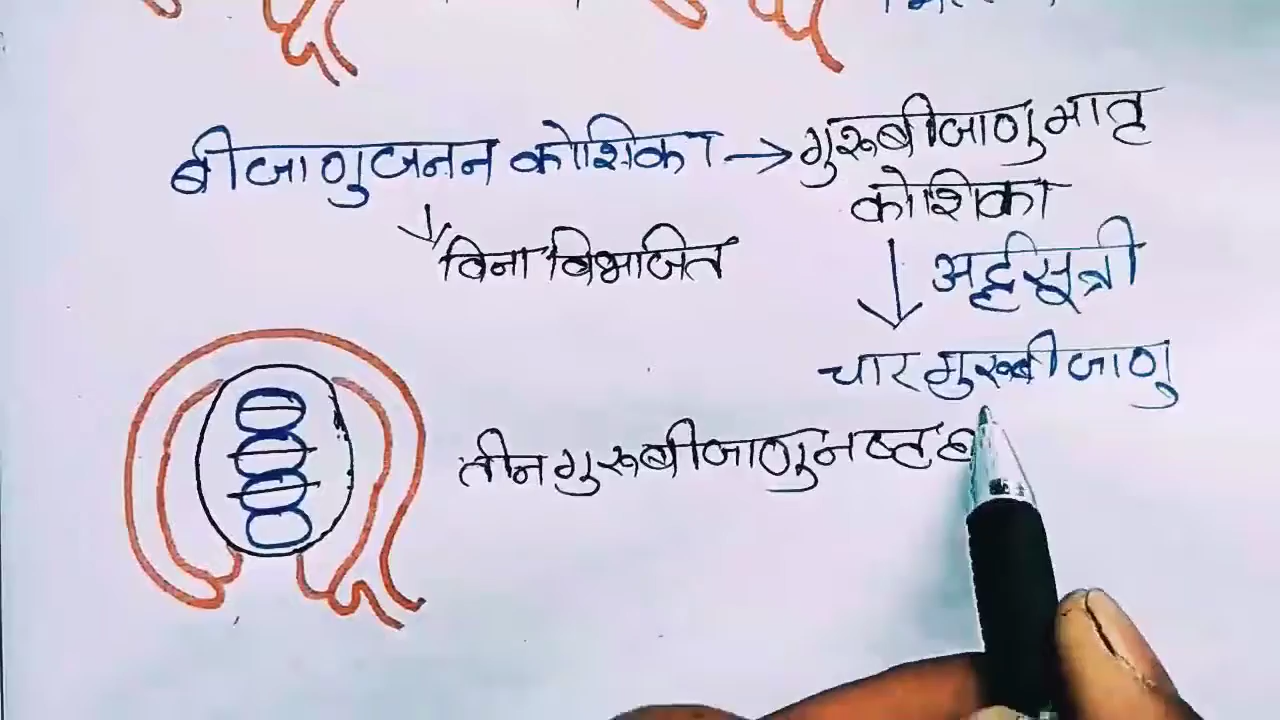 बीजाणुजनन कोशिका → गुरूबीजाणु मातृ
कोशिका
विना विभाजित
अर्द्धसूत्री
चार गुरूबीजाणु
तीन गुरूबीजाणु नष्ट ह